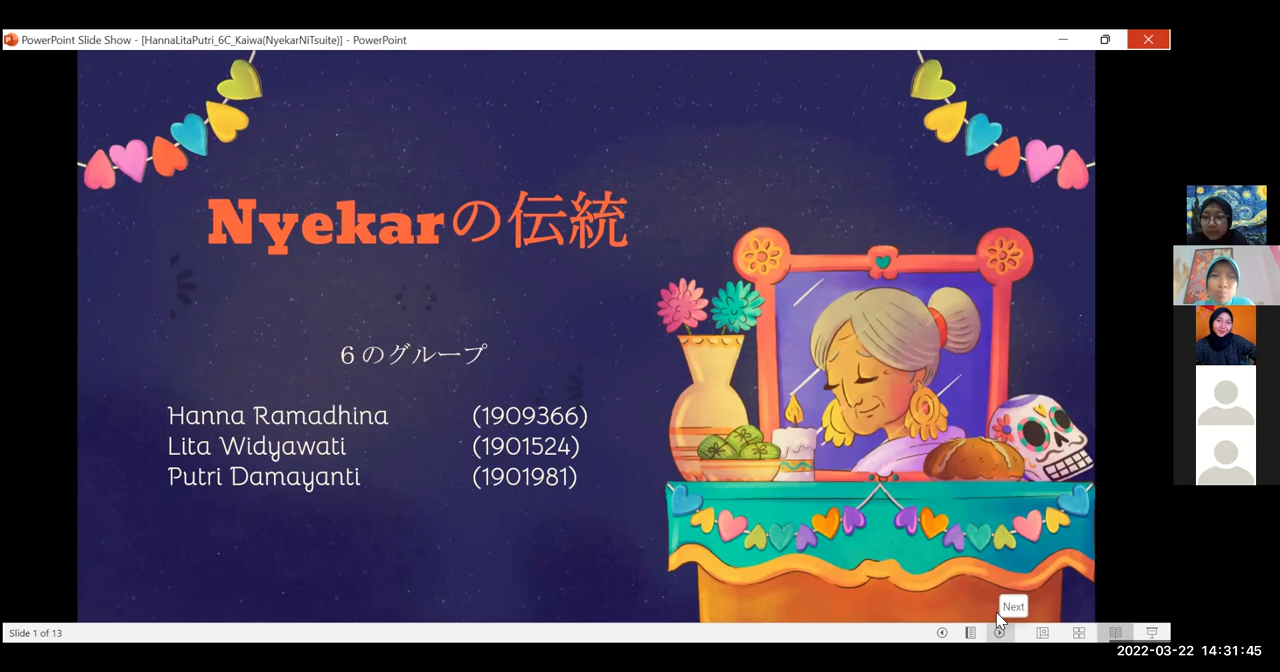 PowerPoint Slide Show - [HannaLitaPutri_6C_Kaiwa(NyekarNiTsuite)] - PowerPoint
Nyekarの伝統
６のグループ
Hanna Ramadhina (1909366)
Lita Widyawati (1901524)
Putri Damayanti (1901981)
Next
Slide 1 of 13
2022-03-22 14:31:45